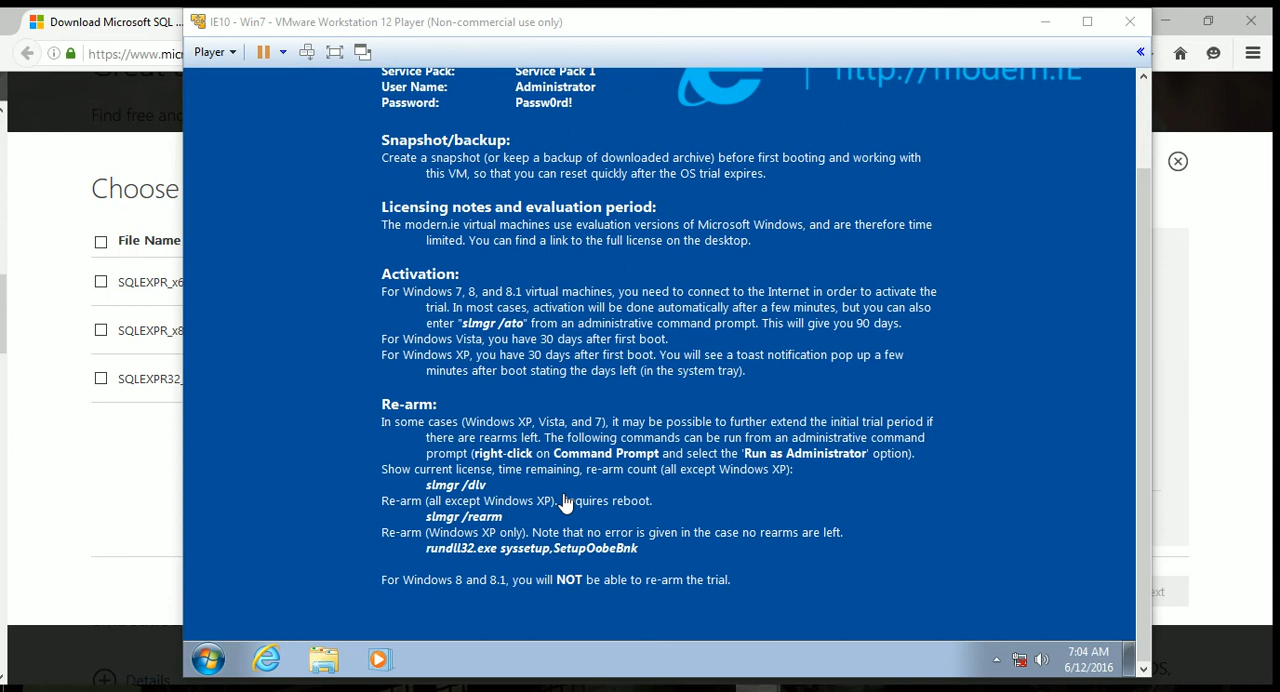 Download Microsoft SQL ...
IE10 - Win7 - VMware Workstation 12 Player (Non-commercial use only)
https://www.mic
Player
Find free and
Service Pack: Service Pack 1
User Name: Administrator
Password: Passw0rd!
http://modern.IE
Snapshot/backup:
Create a snapshot (or keep a backup of downloaded archive) before first booting and working with
this VM, so that you can reset quickly after the OS trial expires.
Choose
Licensing notes and evaluation period:
The modern.ie virtual machines use evaluation versions of Microsoft Windows, and are therefore time
limited. You can find a link to the full license on the desktop.
File Name
Activation:
SQLEXPR_x6
For Windows 7, 8, and 8.1 virtual machines, you need to connect to the Internet in order to activate the
trial. In most cases, activation will be done automatically after a few minutes, but you can also
enter "slmgr /ato" from an administrative command prompt. This will give you 90 days.
SQLEXPR_x8
For Windows Vista, you have 30 days after first boot.
For Windows XP, you have 30 days after first boot. You will see a toast notification pop up a few
minutes after boot stating the days left (in the system tray).
SQLEXPR32_
Re-arm:
In some cases (Windows XP, Vista, and 7), it may be possible to further extend the initial trial period if
there are rearms left. The following commands can be run from an administrative command
prompt (right-click on Command Prompt and select the 'Run as Administrator' option).
Show current license, time remaining, re-arm count (all except Windows XP):
slmgr /dlv
Re-arm (all except Windows XP). quires reboot.
slmgr /rearm
Re-arm (Windows XP only). Note that no error is given in the case no rearms are left.
rundll32.exe syssetup,SetupOobeBnk
For Windows 8 and 8.1, you will NOT be able to re-arm the trial.
ext
Details
7:04 AM
6/12/2016